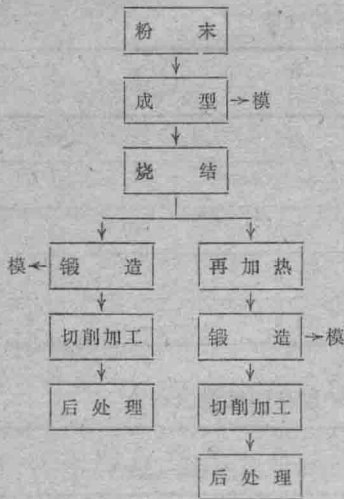 粉末
成型→模
烧结
模←锻造 再加热
切削加工 锻造→模
后处理 切削加工
后处理